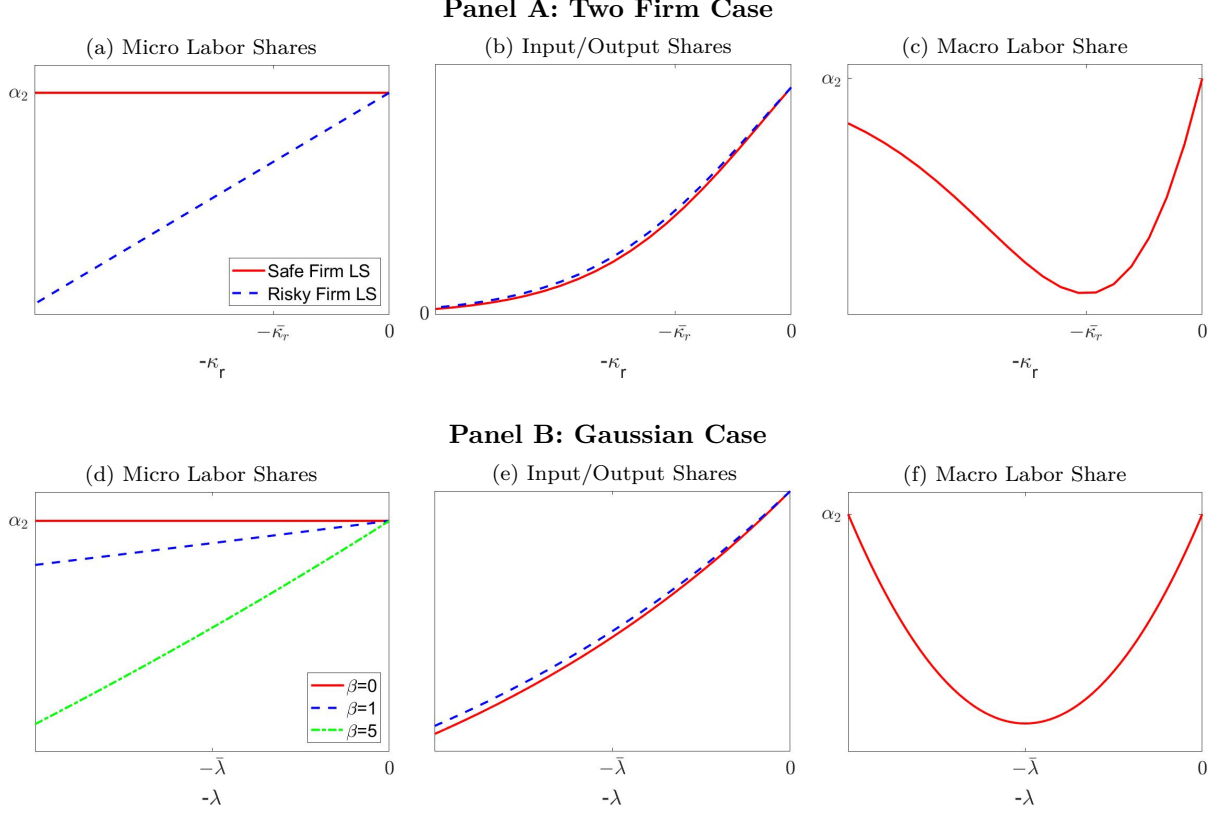 Panel A: Two Firm Case
(a) Micro Labor Shares
(b) Input/Output Shares
(c) Macro Labor Share
α₂
Safe Firm LS
Risky Firm LS
−κ̄ᵣ
0
-κᵣ
0
−κ̄ᵣ
0
-κᵣ
α₂
−κ̄ᵣ
0
-κᵣ
Panel B: Gaussian Case
(d) Micro Labor Shares
(e) Input/Output Shares
(f) Macro Labor Share
α₂
β=0
β=1
β=5
−λ̄
0
-λ
−λ̄
0
-λ
α₂
−λ̄
0
-λ